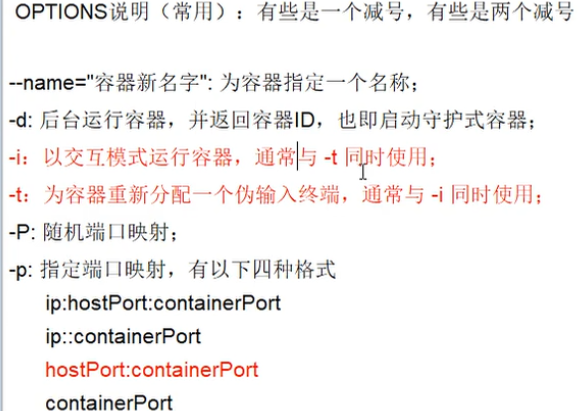 OPTIONS说明（常用）：有些是一个减号，有些是两个减号
--name="容器新名字": 为容器指定一个名称；
-d: 后台运行容器，并返回容器ID，也即启动守护式容器；
-i：以交互模式运行容器，通常与 -t 同时使用；
-t：为容器重新分配一个伪输入终端，通常与 -i 同时使用；
-P: 随机端口映射；
-p: 指定端口映射，有以下四种格式
ip:hostPort:containerPort
ip::containerPort
hostPort:containerPort
containerPort